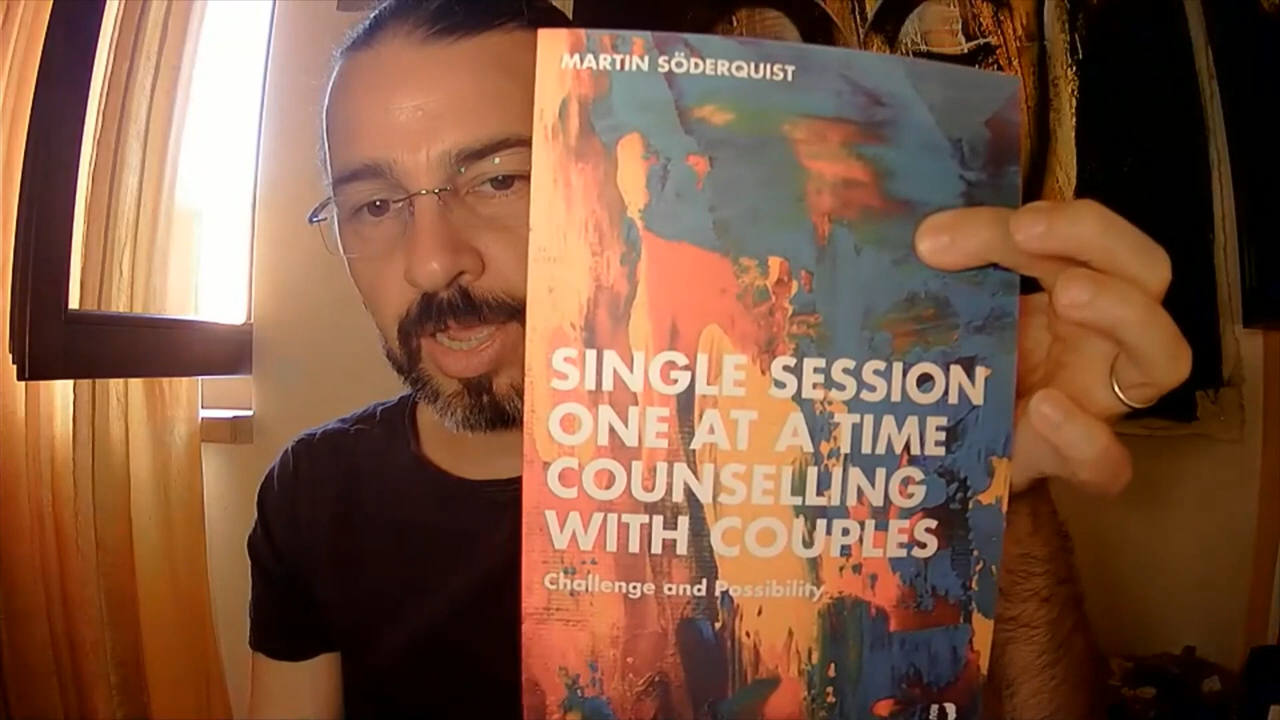 MARTIN SÖDERQUIST
SINGLE SESSION
ONE AT A TIME
COUNSELLING
WITH COUPLES
Challenge and Possibility